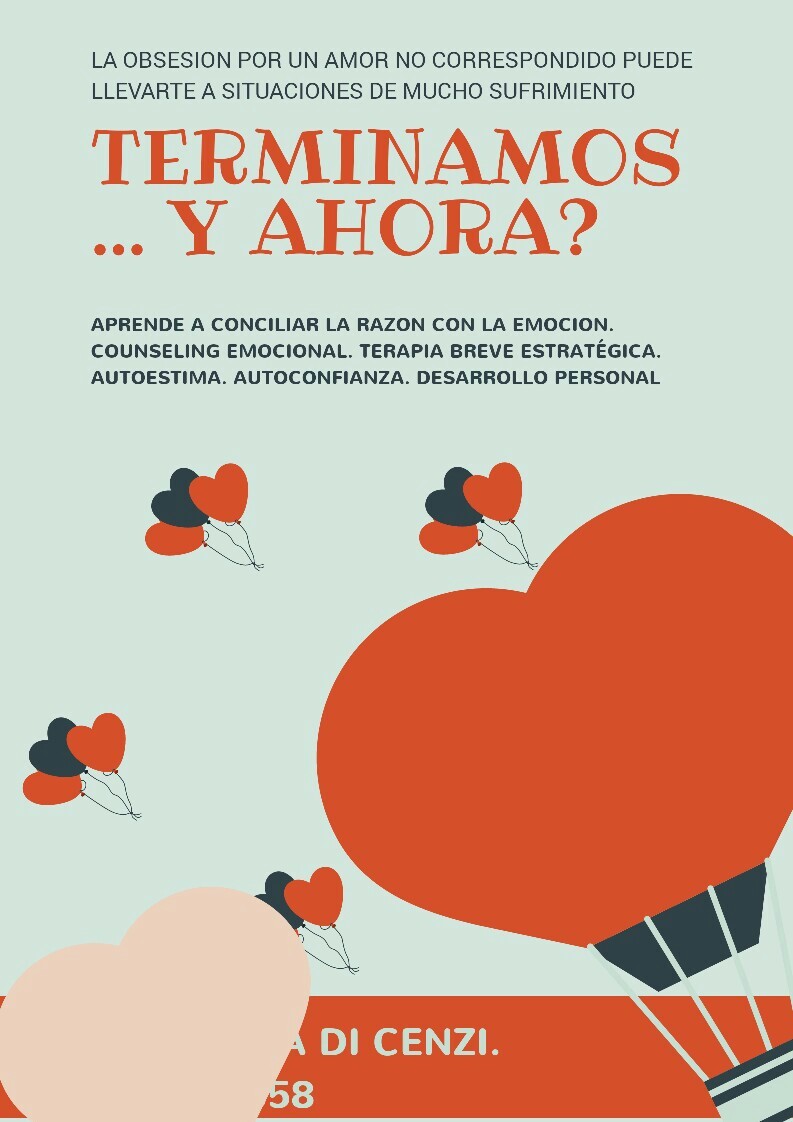 LA OBSESION POR UN AMOR NO CORRESPONDIDO PUEDE
LLEVARTE A SITUACIONES DE MUCHO SUFRIMIENTO
TERMINAMOS
... Y AHORA?
APRENDE A CONCILIAR LA RAZON CON LA EMOCION.
COUNSELING EMOCIONAL. TERAPIA BREVE ESTRATÉGICA.
AUTOESTIMA. AUTOCONFIANZA. DESARROLLO PERSONAL
DI CENZI.
58